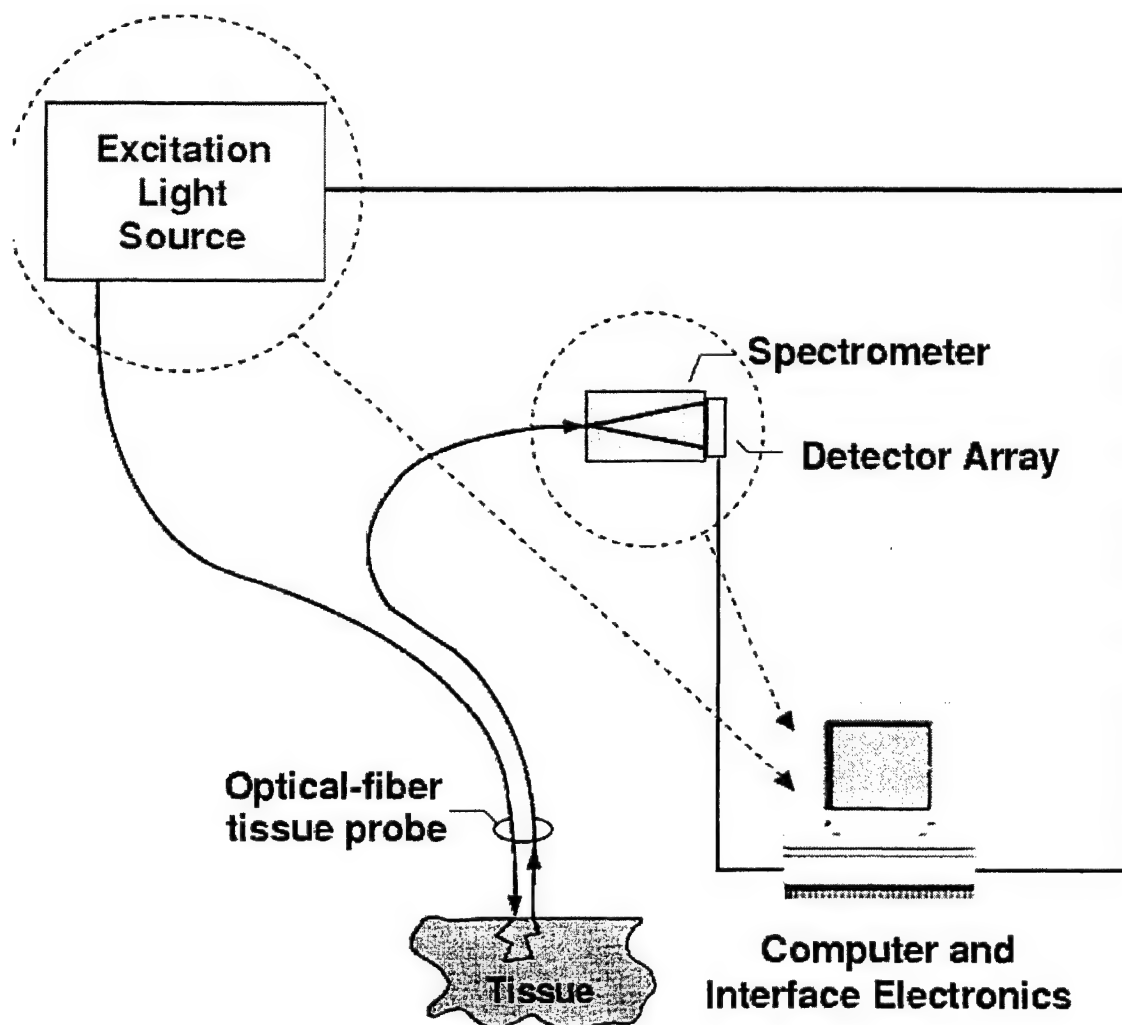 Excitation
Light
Source
Spectrometer
Detector Array
Optical-fiber
tissue probe
Tissue
Computer and
Interface Electronics